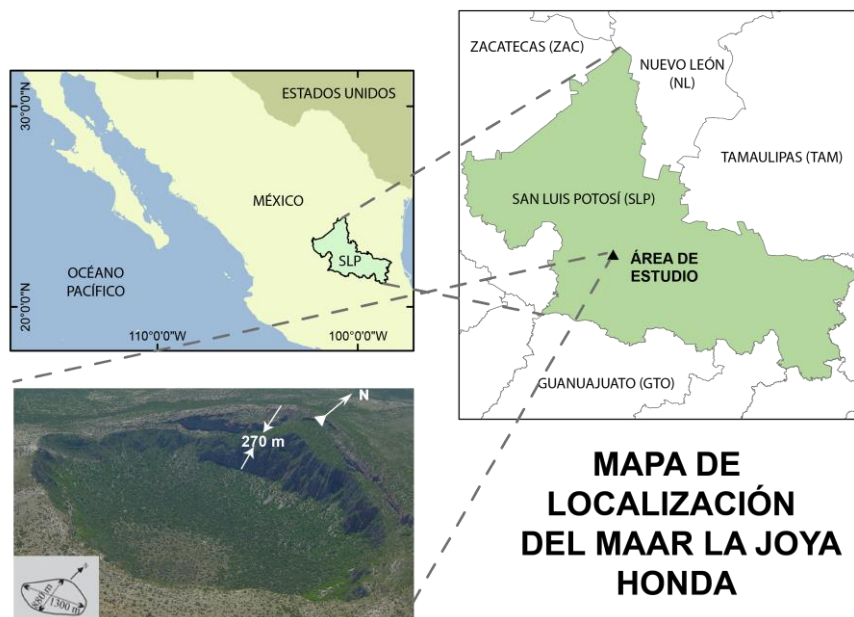 ESTADOS UNIDOS
MÉXICO
SLP
OCÉANO
PACÍFICO
30°0'0"N
20°0'0"N
110°0'0"W
100°0'0"W
ZACATECAS (ZAC)
NUEVO LEÓN
(NL)
TAMAULIPAS (TAM)
SAN LUIS POTOSÍ (SLP)
ÁREA DE
ESTUDIO
GUANAJUATO (GTO)
N
270 m
880 m
1300 m
MAPA DE
LOCALIZACIÓN
DEL MAAR LA JOYA
HONDA